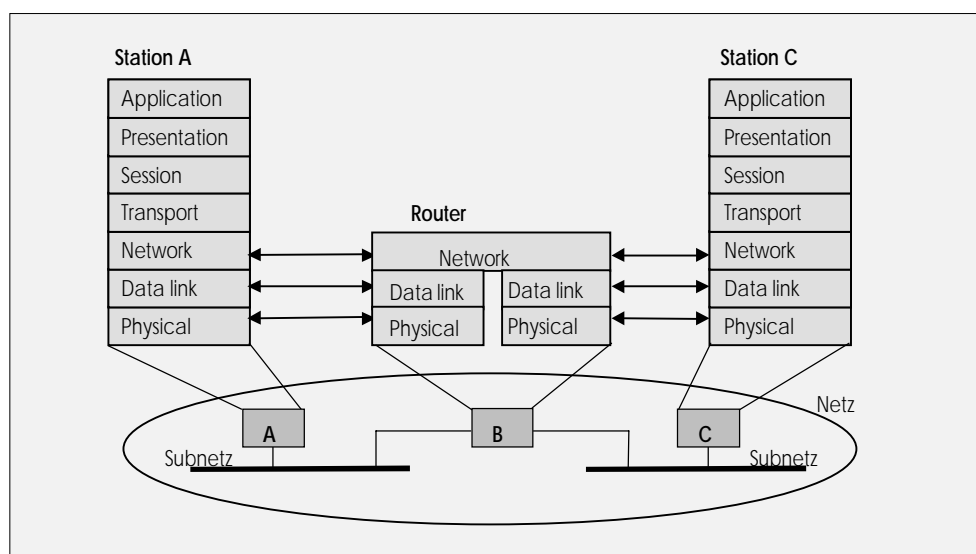 Station A
Application
Presentation
Session
Transport
Network
Data link
Physical
Router
Network
Data link
Data link
Physical
Physical
Station C
Application
Presentation
Session
Transport
Network
Data link
Physical
Netz
A
B
C
Subnetz
Subnetz